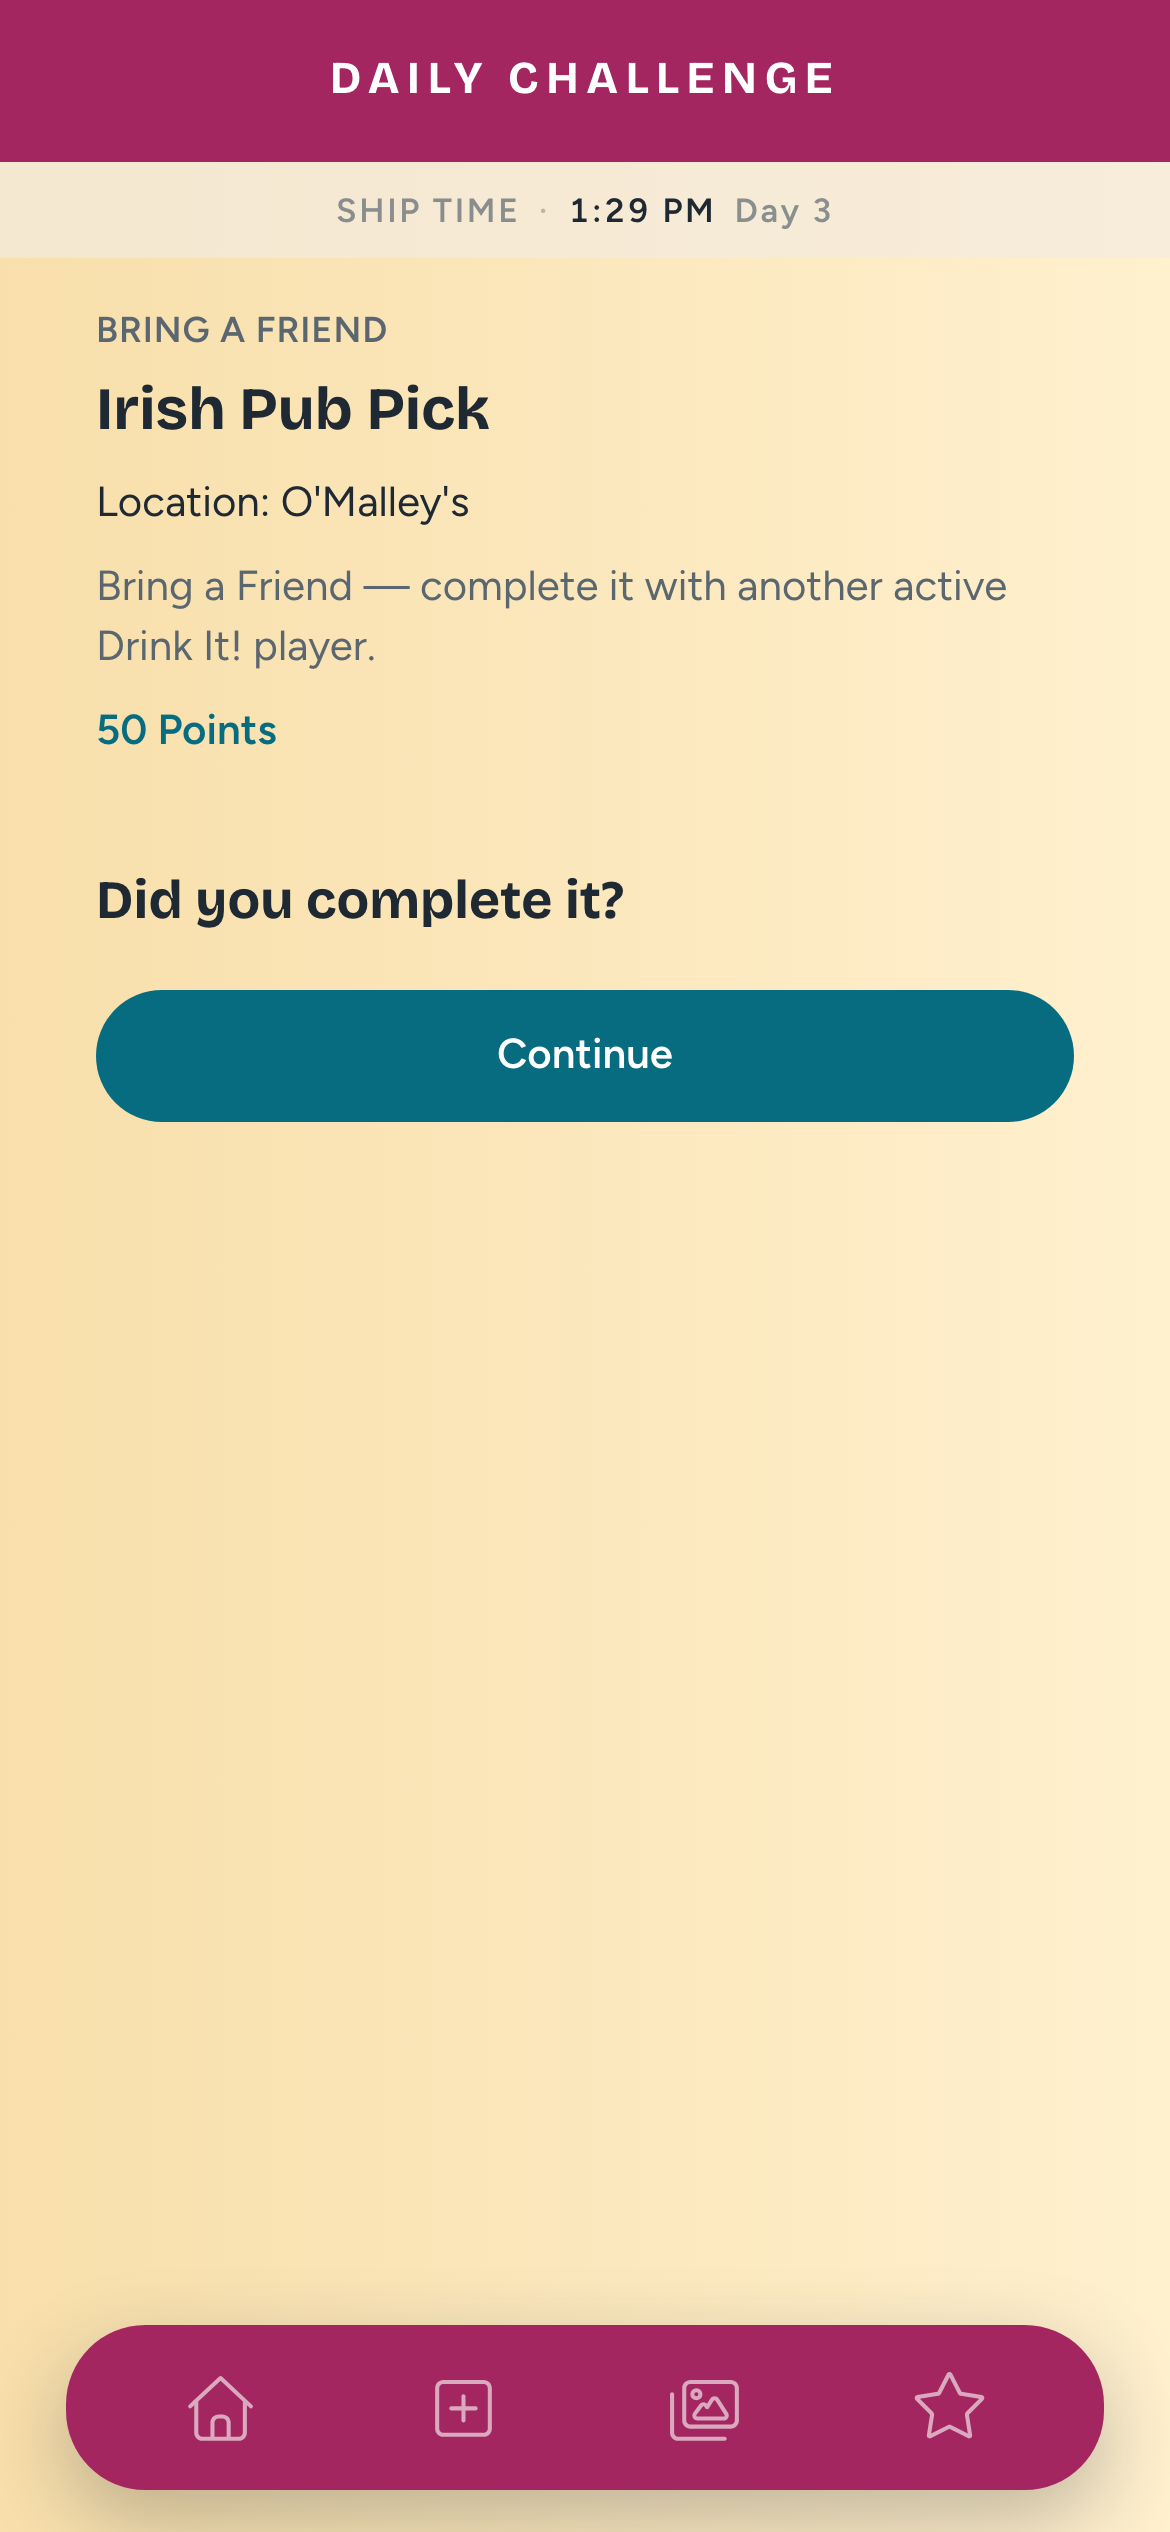 DAILY CHALLENGE
SHIP TIME · 1:29 PM Day 3
BRING A FRIEND
Irish Pub Pick
Location: O'Malley's
Bring a Friend — complete it with another active
Drink It! player.
50 Points
Did you complete it?
Continue